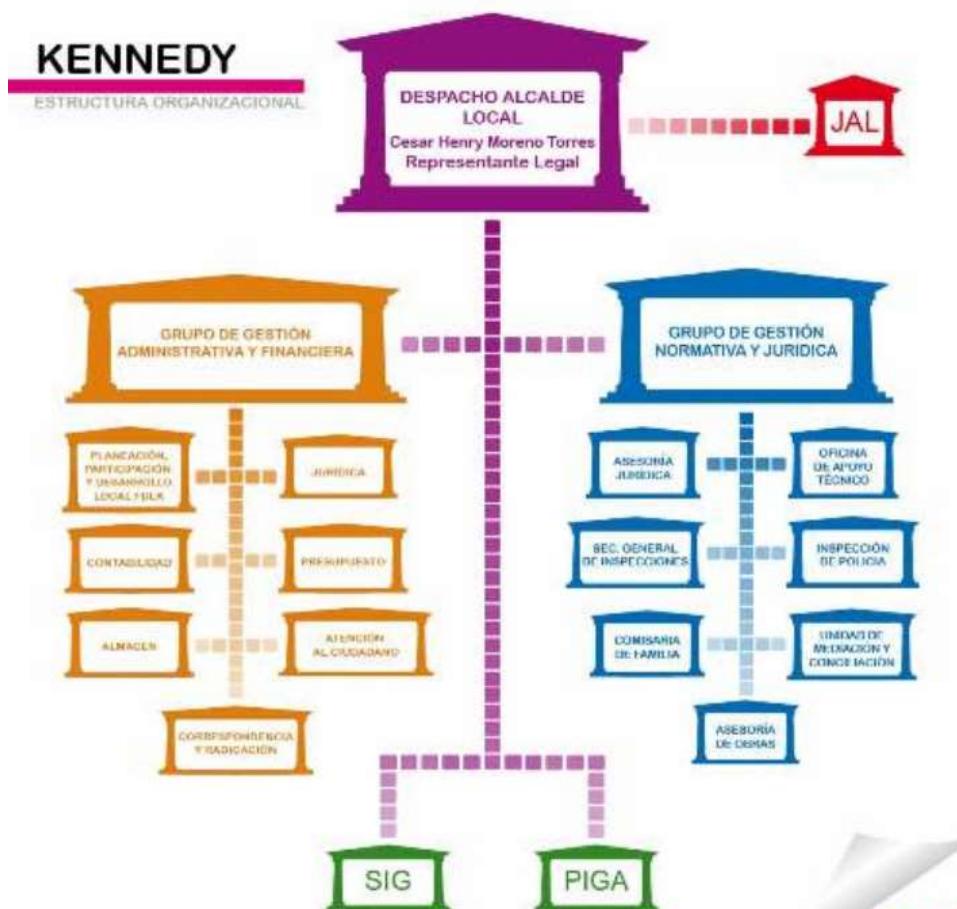 KENNEDY
ESTRUCTURA ORGANIZACIONAL
DESPACHO ALCALDE
LOCAL
Cesar Henry Moreno Torres
Representante Legal
JAL
GRUPO DE GESTIÓN
ADMINISTRATIVA Y FINANCIERA
GRUPO DE GESTIÓN
NORMATIVA Y JURIDICA
PLANEACIÓN,
PARTICIPACIÓN
Y DESARROLLO
LOCAL
JURÍDICA
ASESORÍA
JURÍDICA
OFICINA
DE APOYO
TÉCNICO
CONTABILIDAD
PRESUPUESTO
SEC. GENERAL
DE INSPECCIONES
INSPECCIÓN
DE POLICIA
ALMACEN
ATENCIÓN
AL CIUDADANO
COMISARIA
DE FAMILIA
UNIDAD DE
MEDIACION Y
CONCILIACIÓN
CORRESPONDENCIA
Y RADICACIÓN
ASESORÍA
DE OBRAS
SIG
PIGA